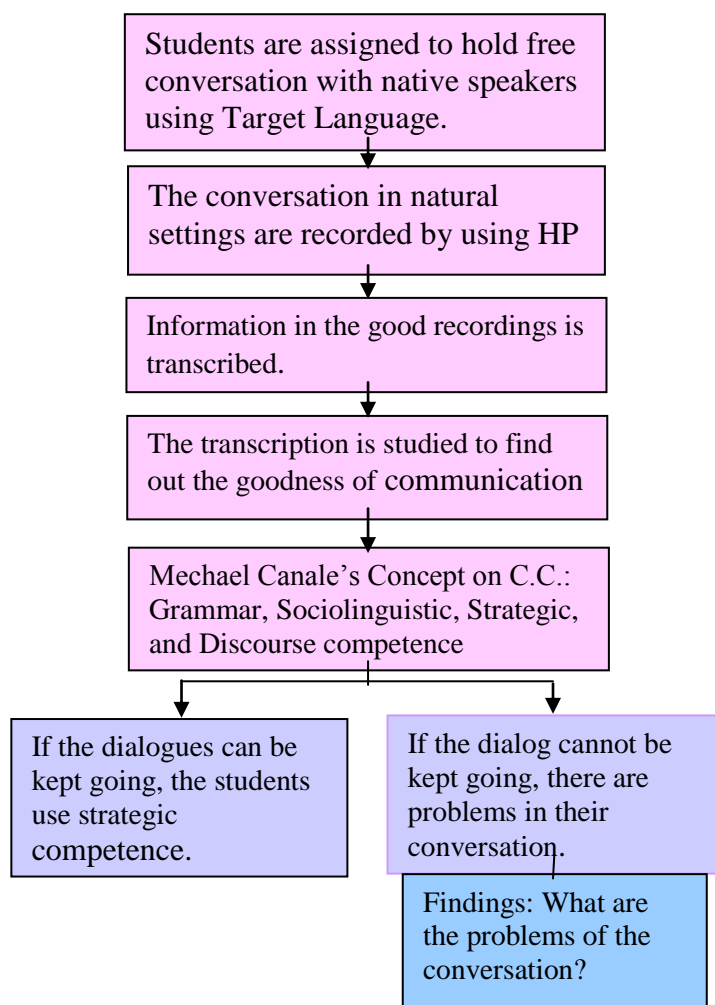 Students are assigned to hold free
conversation with native speakers
using Target Language.
The conversation in natural
settings are recorded by using HP
Information in the good recordings is
transcribed.
The transcription is studied to find
out the goodness of communication
Mechael Canale’s Concept on C.C.:
Grammar, Sociolinguistic, Strategic,
and Discourse competence
If the dialogues can be
kept going, the students
use strategic
competence.
If the dialog cannot be
kept going, there are
problems in their
conversation.
Findings: What are
the problems of the
conversation?